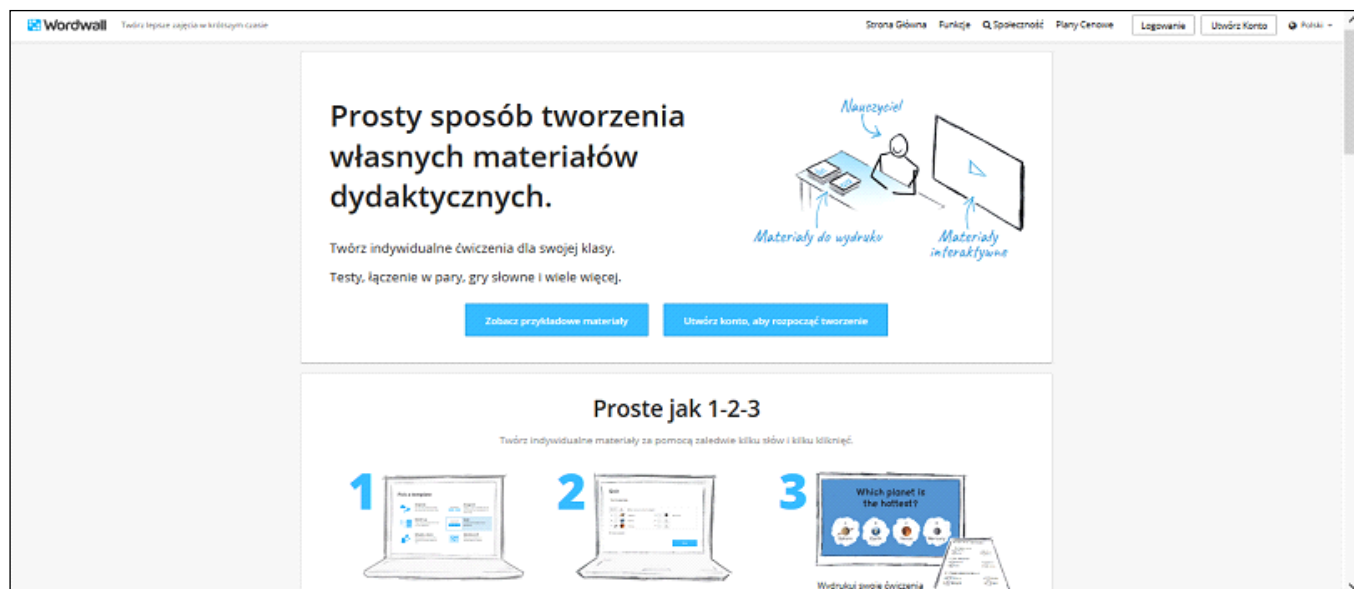 Wordwall Twórz lepsze zajęcia w krótszym czasie
Strona Główna Funkcje Społeczność Plany Cenowe Logowanie Utwórz Konto Polski
Prosty sposób tworzenia
własnych materiałów
dydaktycznych.
Twórz indywidualne ćwiczenia dla swojej klasy.
Testy, łączenie w pary, gry słowne i wiele więcej.
Nauczyciel
Materiały do wydruku
Materiały
interaktywne
Zobacz przykładowe materiały
Utwórz konto, aby rozpocząć tworzenie
Proste jak 1-2-3
Twórz indywidualne materiały za pomocą zaledwie kilku słów i kilku kliknięć.
1
Pick a template
2
Quiz
3
Which planet is
the hottest?
Wydrukuj swoje ćwiczenia